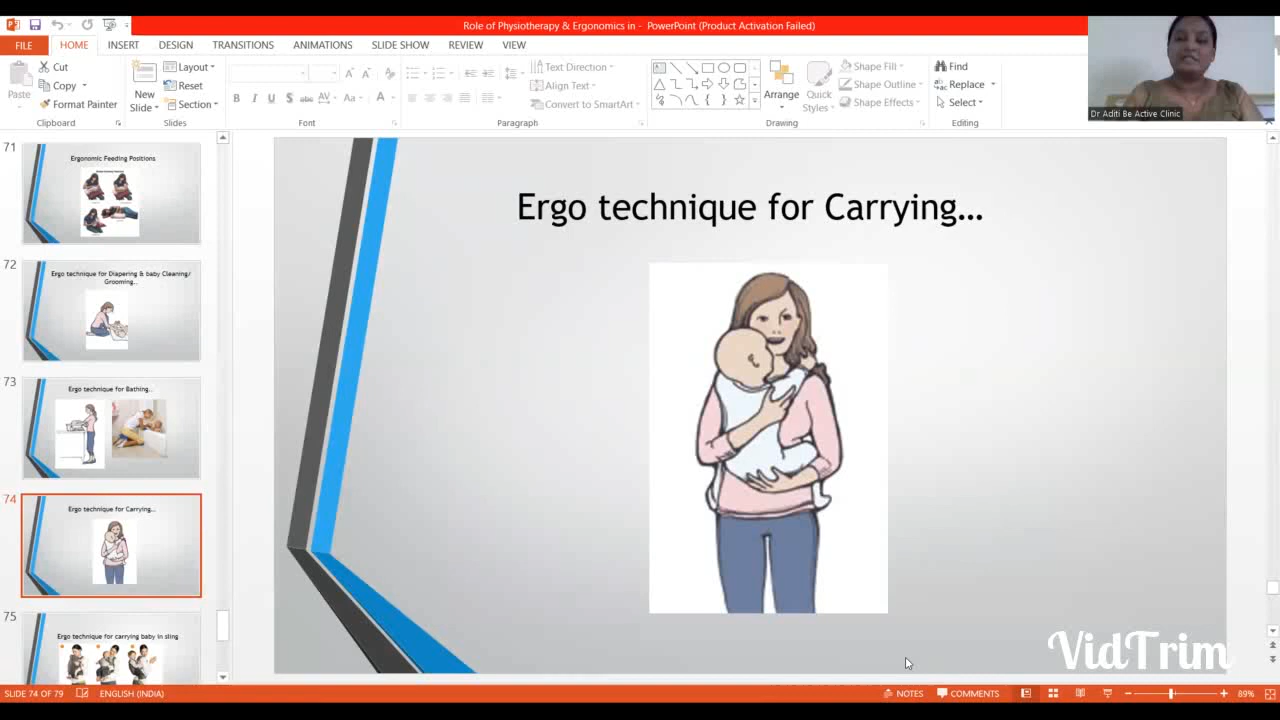 Role of Physiotherapy & Ergonomics in - PowerPoint (Product Activation Failed)
FILE
HOME
INSERT
DESIGN
TRANSITIONS
ANIMATIONS
SLIDE SHOW
REVIEW
VIEW
Paste
Cut
Copy
Format Painter
Clipboard
New
Slide
Layout
Reset
Section
Slides
B I U S abc AV Aa A
Font
Text Direction
Align Text
Convert to SmartArt
Paragraph
Arrange
Quick
Styles
Shape Fill
Shape Outline
Shape Effects
Drawing
Find
Replace
Select
Editing
Dr Aditi Be Active Clinic
71
Ergonomic Feeding Positions
72
Ergo technique for Diapering & baby Cleaning/
Grooming..
73
Ergo technique for Bathing..
74
Ergo technique for Carrying...
75
Ergo technique for carrying baby in sling
Ergo technique for Carrying...
VidTrim
SLIDE 74 OF 79
ENGLISH (INDIA)
NOTES
COMMENTS
89%